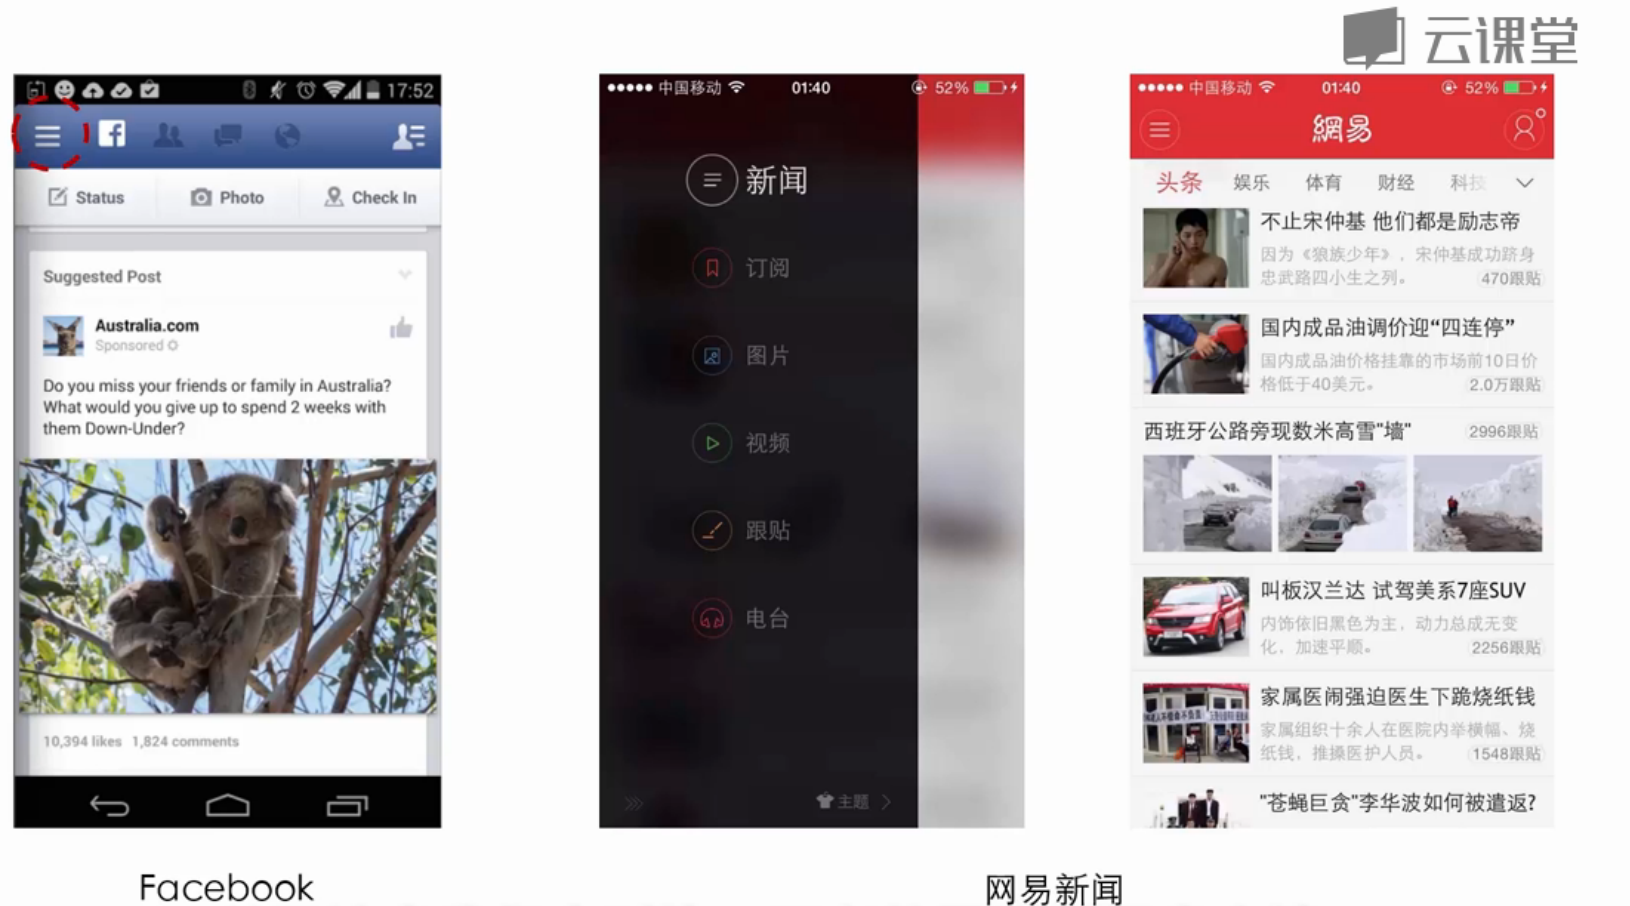 云课堂
17:52
Status
Photo
Check In
Suggested Post
Australia.com
Sponsored
Do you miss your friends or family in Australia?
What would you give up to spend 2 weeks with
them Down-Under?
10,394 likes 1,824 comments
Facebook
中国移动 01:40 52%
新闻
订阅
图片
视频
跟贴
电台
主题
中国移动 01:40 52%
網易
头条 娱乐 体育 财经 科技
不止宋仲基 他们都是励志帝
因为《狼族少年》，宋仲基成功跻身
忠武路四小生之列。 470跟贴
国内成品油调价迎“四连停”
国内成品油价格挂靠的市场前10日价
格低于40美元。 2.0万跟贴
西班牙公路旁现数米高雪"墙" 2996跟贴
叫板汉兰达 试驾美系7座SUV
内饰依旧黑色为主，动力总成无变
化，加速平顺。 2256跟贴
家属医闹强迫医生下跪烧纸钱
家属组织十余人在医院内举横幅、烧
纸钱，推搡医护人员。 1548跟贴
"苍蝇巨贪"李华波如何被遣返?
网易新闻